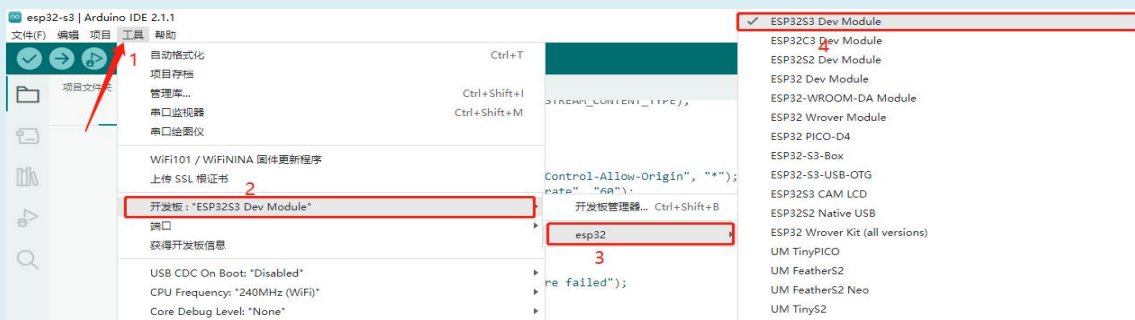 esp32-s3 | Arduino IDE 2.1.1
文件(F) 编辑 项目 工具 帮助
1
项目文件夹
自动格式化 Ctrl+T
项目存档
管理库... Ctrl+Shift+I
串口监视器 Ctrl+Shift+M
串口绘图仪
WiFi101 / WiFiNINA 固件更新程序
上传 SSL 根证书
2
开发板 : "ESP32S3 Dev Module"
端口
获得开发板信息
USB CDC On Boot: "Disabled"
CPU Frequency: "240MHz (WiFi)"
Core Debug Level: "None"
STREAM_CONTENT_TYPE);
Control-Allow-Origin", "*");
rate", "60");
开发板管理器... Ctrl+Shift+B
esp32
3
re failed");
ESP32S3 Dev Module
ESP32C3 Dev Module
4
ESP32S2 Dev Module
ESP32 Dev Module
ESP32-WROOM-DA Module
ESP32 Wrover Module
ESP32 PICO-D4
ESP32-S3-Box
ESP32-S3-USB-OTG
ESP32S3 CAM LCD
ESP32S2 Native USB
ESP32 Wrover Kit (all versions)
UM TinyPICO
UM FeatherS2
UM FeatherS2 Neo
UM TinyS2